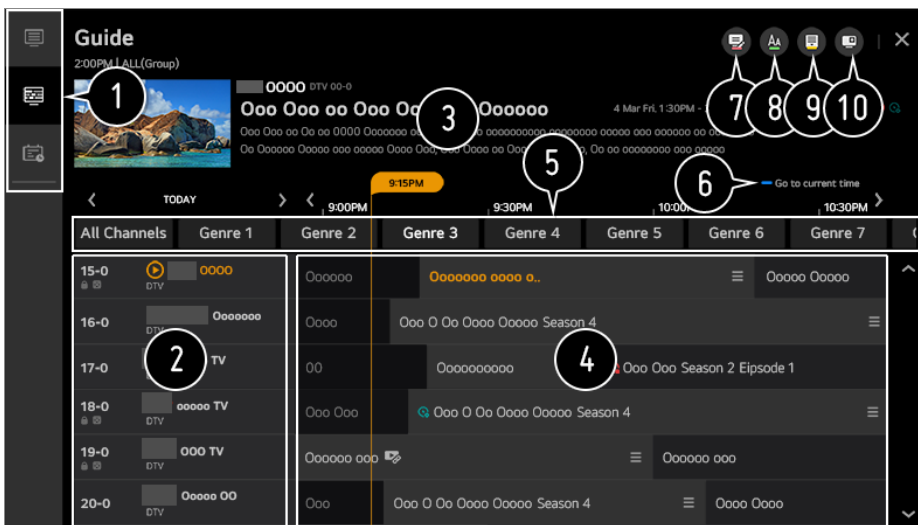 Guide
2:00PM | ALL(Group)
OOOO DTV 00-0
Ooo Ooo oo Ooo Oooooo
4 Mar Fri, 1:30PM -
7 8 9 10
1
3
5
6
Go to current time
TODAY
9:15PM
9:00PM 9:30PM 10:30PM
All Channels Genre 1 Genre 2 Genre 3 Genre 4 Genre 5 Genre 6 Genre 7
15-0 DTV OOOO Oooooo Ooooooo oooo o.. Ooooo Ooooo
16-0 Ooooooo Oooo Ooo O Oo Oooo Ooooo Season 4
17-0 TV OO Oooooooooo Ooo Ooo Season 2 Eipsode 1
2
4
18-0 DTV ooooo TV Ooo Ooo Ooo O Oo Oooo Ooooo Season 4
19-0 DTV OOO TV Oooooo ooo Oooooo ooo
20-0 DTV Ooooo OO Ooo Ooo O Oo Oooo Ooooo Season 4 Oooo Oooo